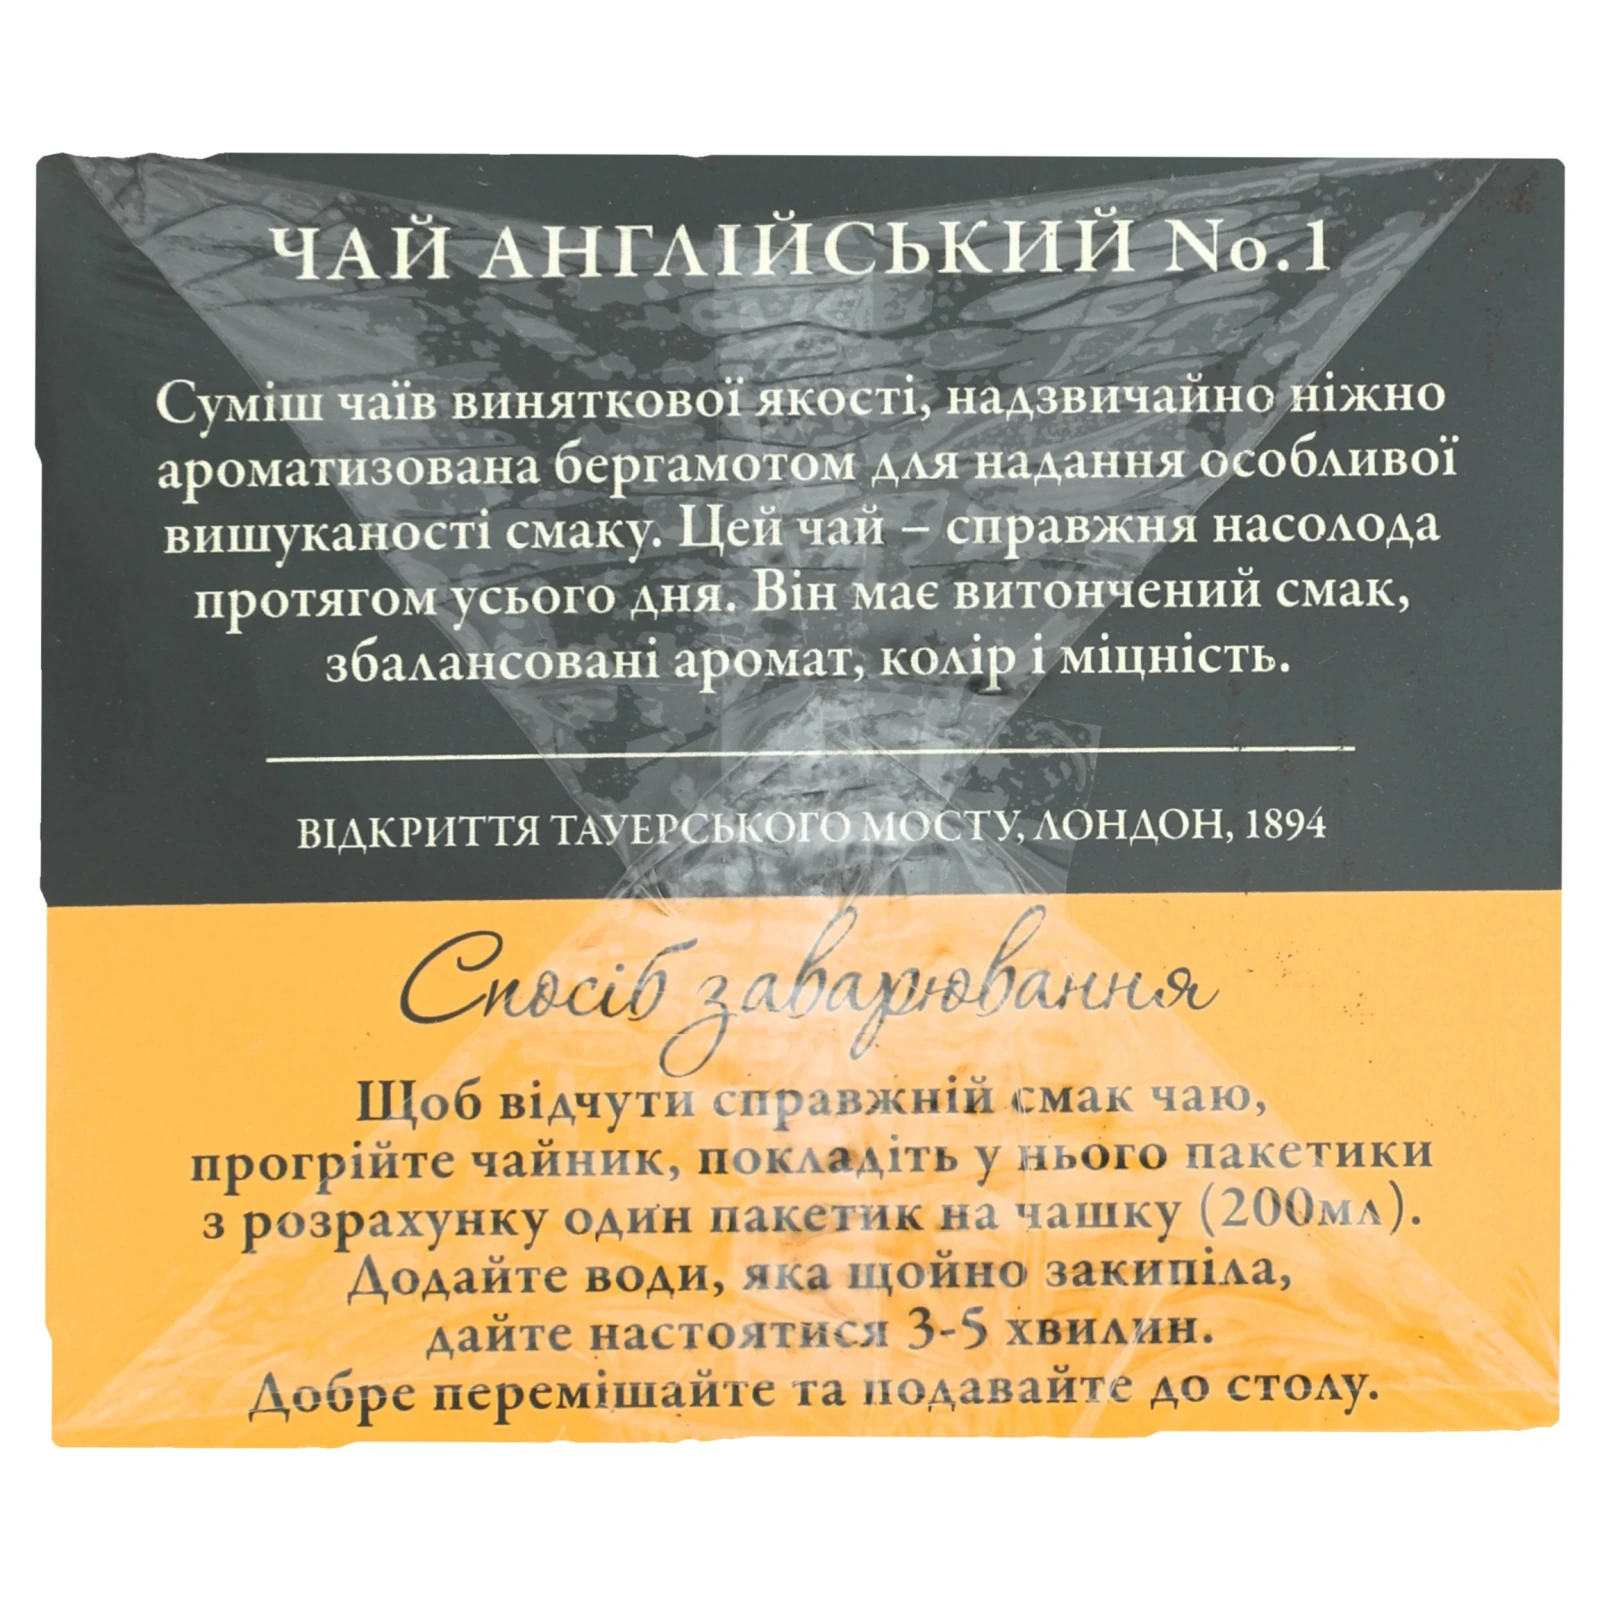 ЧАЙ АНГЛІЙСЬКИЙ No.1
Суміш чаїв виняткової якості, надзвичайно ніжно
ароматизована бергамотом для надання особливої
вишуканості смаку. Цей чай – справжня насолода
протягом усього дня. Він має витончений смак,
збалансовані аромат, колір і міцність.
ВІДКРИТТЯ ТАУЕРСЬКОГО МОСТУ, ЛОНДОН, 1894
Спосіб заварювання
Щоб відчути справжній смак чаю,
прогрійте чайник, покладіть у нього пакетики
з розрахунку один пакетик на чашку (200мл).
Додайте води, яка щойно закипіла,
дайте настоятися 3-5 хвилин.
Добре перемішайте та подавайте до столу.